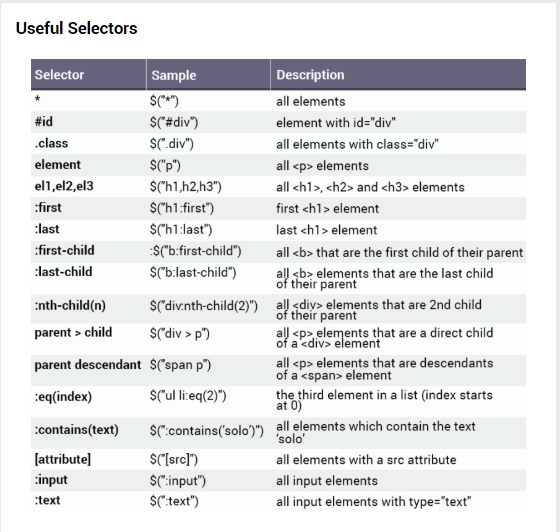 Useful Selectors
Selector Sample Description
* $("*") all elements
#id $("#div") element with id="div"
.class $(".div") all elements with class="div"
element $("p") all <p> elements
el1,el2,el3 $("h1,h2,h3") all <h1>, <h2> and <h3> elements
:first $("h1:first") first <h1> element
:last $("h1:last") last <h1> element
:first-child :$("b:first-child") all <b> that are the first child of their parent
:last-child $("b:last-child") all <b> elements that are the last child
of their parent
:nth-child(n) $("div:nth-child(2)") all <div> elements that are 2nd child
of their parent
parent > child $("div > p") all <p> elements that are a direct child
of a <div> element
parent descendant $("span p") all <p> elements that are descendants
of a <span> element
:eq(index) $("ul li:eq(2)") the third element in a list (index starts
at 0)
:contains(text) $(":contains('solo')") all elements which contain the text
'solo'
[attribute] $("[src]") all elements with a src attribute
:input $(":input") all input elements
:text $(":text") all input elements with type="text"